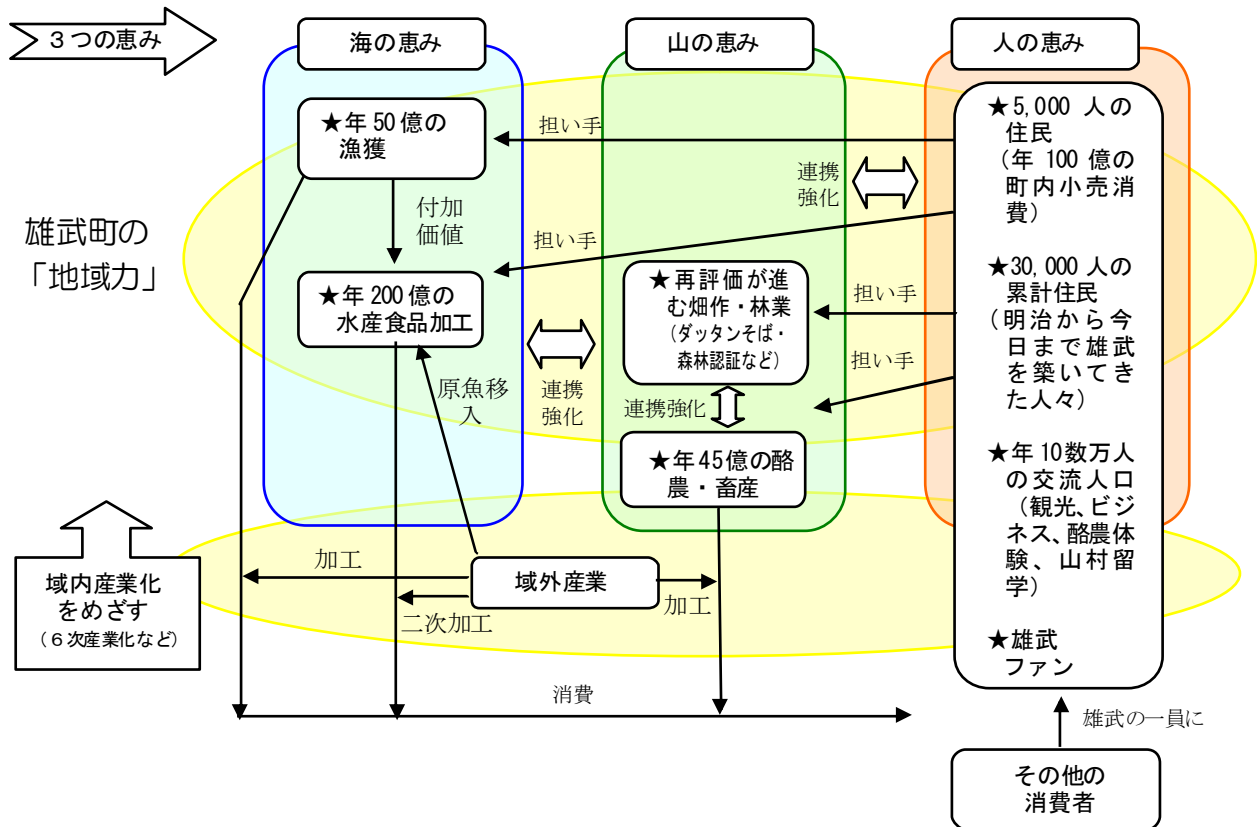 ３つの恵み
海の恵み
山の恵み
人の恵み
雄武町の
「地域力」
★年50億の
漁獲
付加
価値
★年200億の
水産食品加工
原魚移
入
担い手
担い手
連携
強化
連携
強化
★再評価が進
む畑作・林業
（ダッタンそば・
森林認証など）
連携強化
★年45億の酪
農・畜産
担い手
担い手
★5,000 人の
住民
（年 100 億の
町内小売消
費）
★30,000 人の
累計住民
（明治から今
日まで雄武
を築いてき
た人々）
★年10数万人
の交流人口
（観光、ビジ
ネス、酪農体
験、山村留
学）
★雄武
ファン
域内産業化
をめざす
（６次産業化など）
加工
域外産業
加工
二次加工
消費
雄武の一員に
その他の
消費者